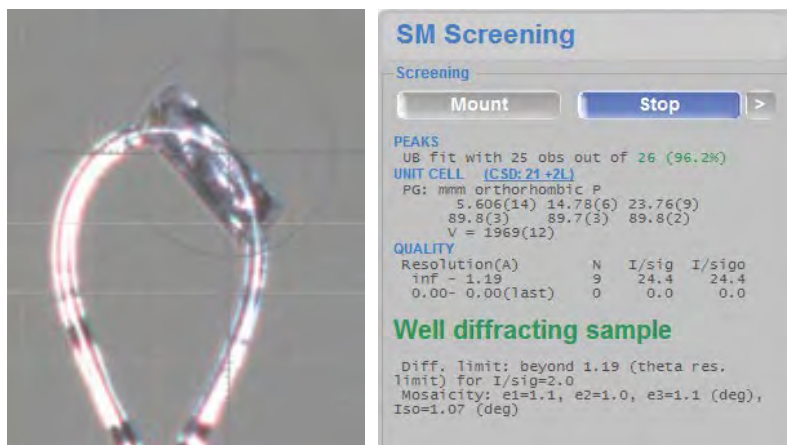 SM Screening
Screening
Mount Stop >
PEAKS
UB fit with 25 obs out of 26 (96.2%)
UNIT CELL (CSD: 21 +2L)
PG: mmm orthorhombic P
5.606(14) 14.78(6) 23.76(9)
89.8(3) 89.7(3) 89.8(2)
V = 1969(12)
QUALITY
Resolution(A) N I/sig I/sigo
inf - 1.19 9 24.4 24.4
0.00- 0.00(last) 0 0.0 0.0
Well diffracting sample
Diff. limit: beyond 1.19 (theta res.
limit) for I/sig=2.0
Mosaicity: e1=1.1, e2=1.0, e3=1.1 (deg),
Iso=1.07 (deg)